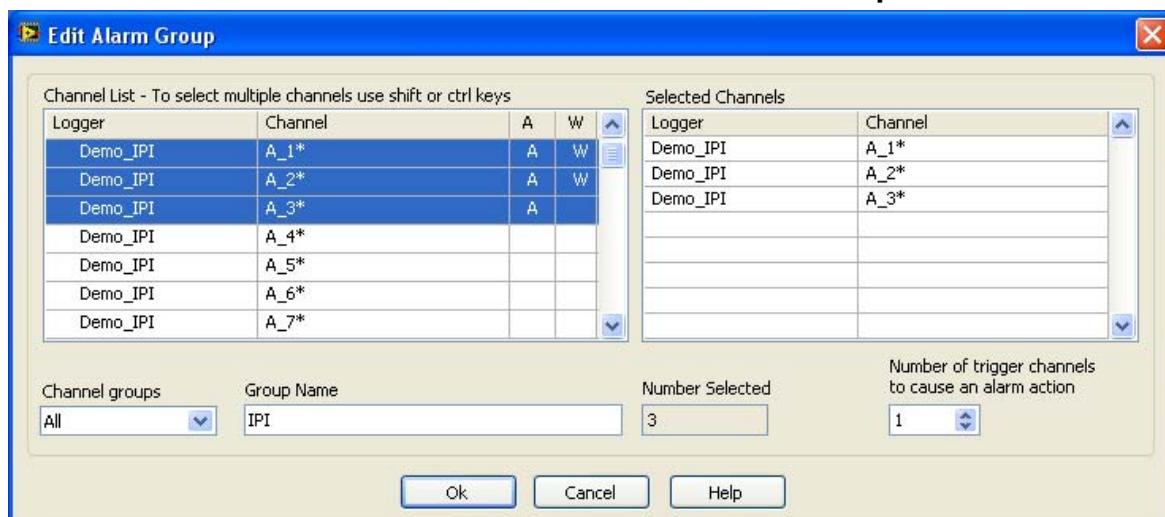 Edit Alarm Group
Channel List - To select multiple channels use shift or ctrl keys
Logger Channel A W
Demo_IPI A_1* A W
Demo_IPI A_2* A W
Demo_IPI A_3* A
Demo_IPI A_4*
Demo_IPI A_5*
Demo_IPI A_6*
Demo_IPI A_7*
Selected Channels
Logger Channel
Demo_IPI A_1*
Demo_IPI A_2*
Demo_IPI A_3*
Channel groups
All
Group Name
IPI
Number Selected
3
Number of trigger channels
to cause an alarm action
1
Ok Cancel Help